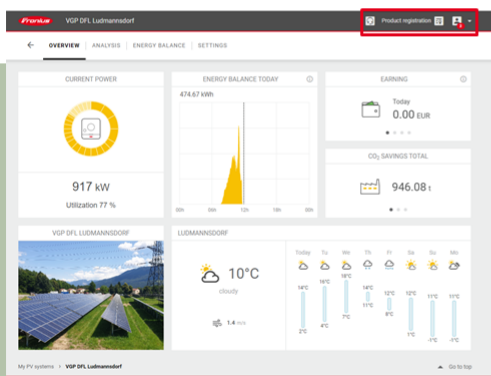 Fronius VGP DFL Ludmannsdorf Product registration
OVERVIEW ANALYSIS ENERGY BALANCE SETTINGS
CURRENT POWER
917 kW
Utilization 77 %
ENERGY BALANCE TODAY
474.67 kWh
00h 06h 12h 18h 00h
EARNING
Today
0.00 EUR
CO₂ SAVINGS TOTAL
946.08 t
VGP DFL LUDMANNSDORF
LUDMANNSDORF
10°C
cloudy
1.4 m/s
Today Tu We Th Fr Sa Su Mo
14°C 16°C 18°C 14°C 12°C 12°C 11°C 11°C
2°C 4°C 7°C 11°C 8°C 1°C -1°C -1°C
My PV systems > VGP DFL Ludmannsdorf Go to top